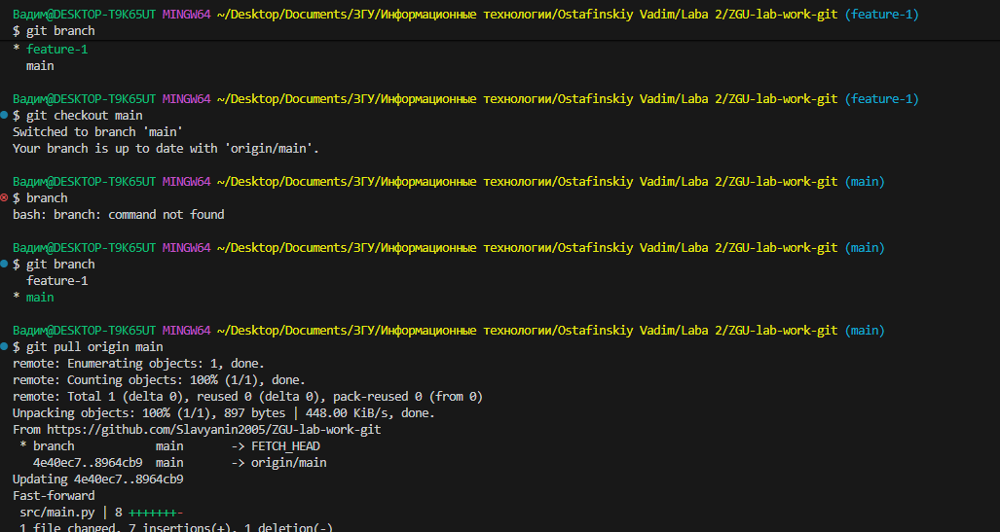 Вадим@DESKTOP-T9K65UT MINGW64 ~/Desktop/Documents/ЗГУ/Информационные технологии/Ostafinskiy Vadim/Laba 2/ZGU-lab-work-git (feature-1)
$ git branch
* feature-1
  main
Вадим@DESKTOP-T9K65UT MINGW64 ~/Desktop/Documents/ЗГУ/Информационные технологии/Ostafinskiy Vadim/Laba 2/ZGU-lab-work-git (feature-1)
$ git checkout main
Switched to branch 'main'
Your branch is up to date with 'origin/main'.
Вадим@DESKTOP-T9K65UT MINGW64 ~/Desktop/Documents/ЗГУ/Информационные технологии/Ostafinskiy Vadim/Laba 2/ZGU-lab-work-git (main)
$ branch
bash: branch: command not found
Вадим@DESKTOP-T9K65UT MINGW64 ~/Desktop/Documents/ЗГУ/Информационные технологии/Ostafinskiy Vadim/Laba 2/ZGU-lab-work-git (main)
$ git branch
  feature-1
* main
Вадим@DESKTOP-T9K65UT MINGW64 ~/Desktop/Documents/ЗГУ/Информационные технологии/Ostafinskiy Vadim/Laba 2/ZGU-lab-work-git (main)
$ git pull origin main
remote: Enumerating objects: 1, done.
remote: Counting objects: 100% (1/1), done.
remote: Total 1 (delta 0), reused 0 (delta 0), pack-reused 0 (from 0)
Unpacking objects: 100% (1/1), 897 bytes | 448.00 KiB/s, done.
From https://github.com/Slavyanin2005/ZGU-lab-work-git
 * branch            main       -> FETCH_HEAD
   4e40ec7..8964cb9  main       -> origin/main
Updating 4e40ec7..8964cb9
Fast-forward
 src/main.py | 8 +++++++-
 1 file changed, 7 insertions(+), 1 deletion(-)